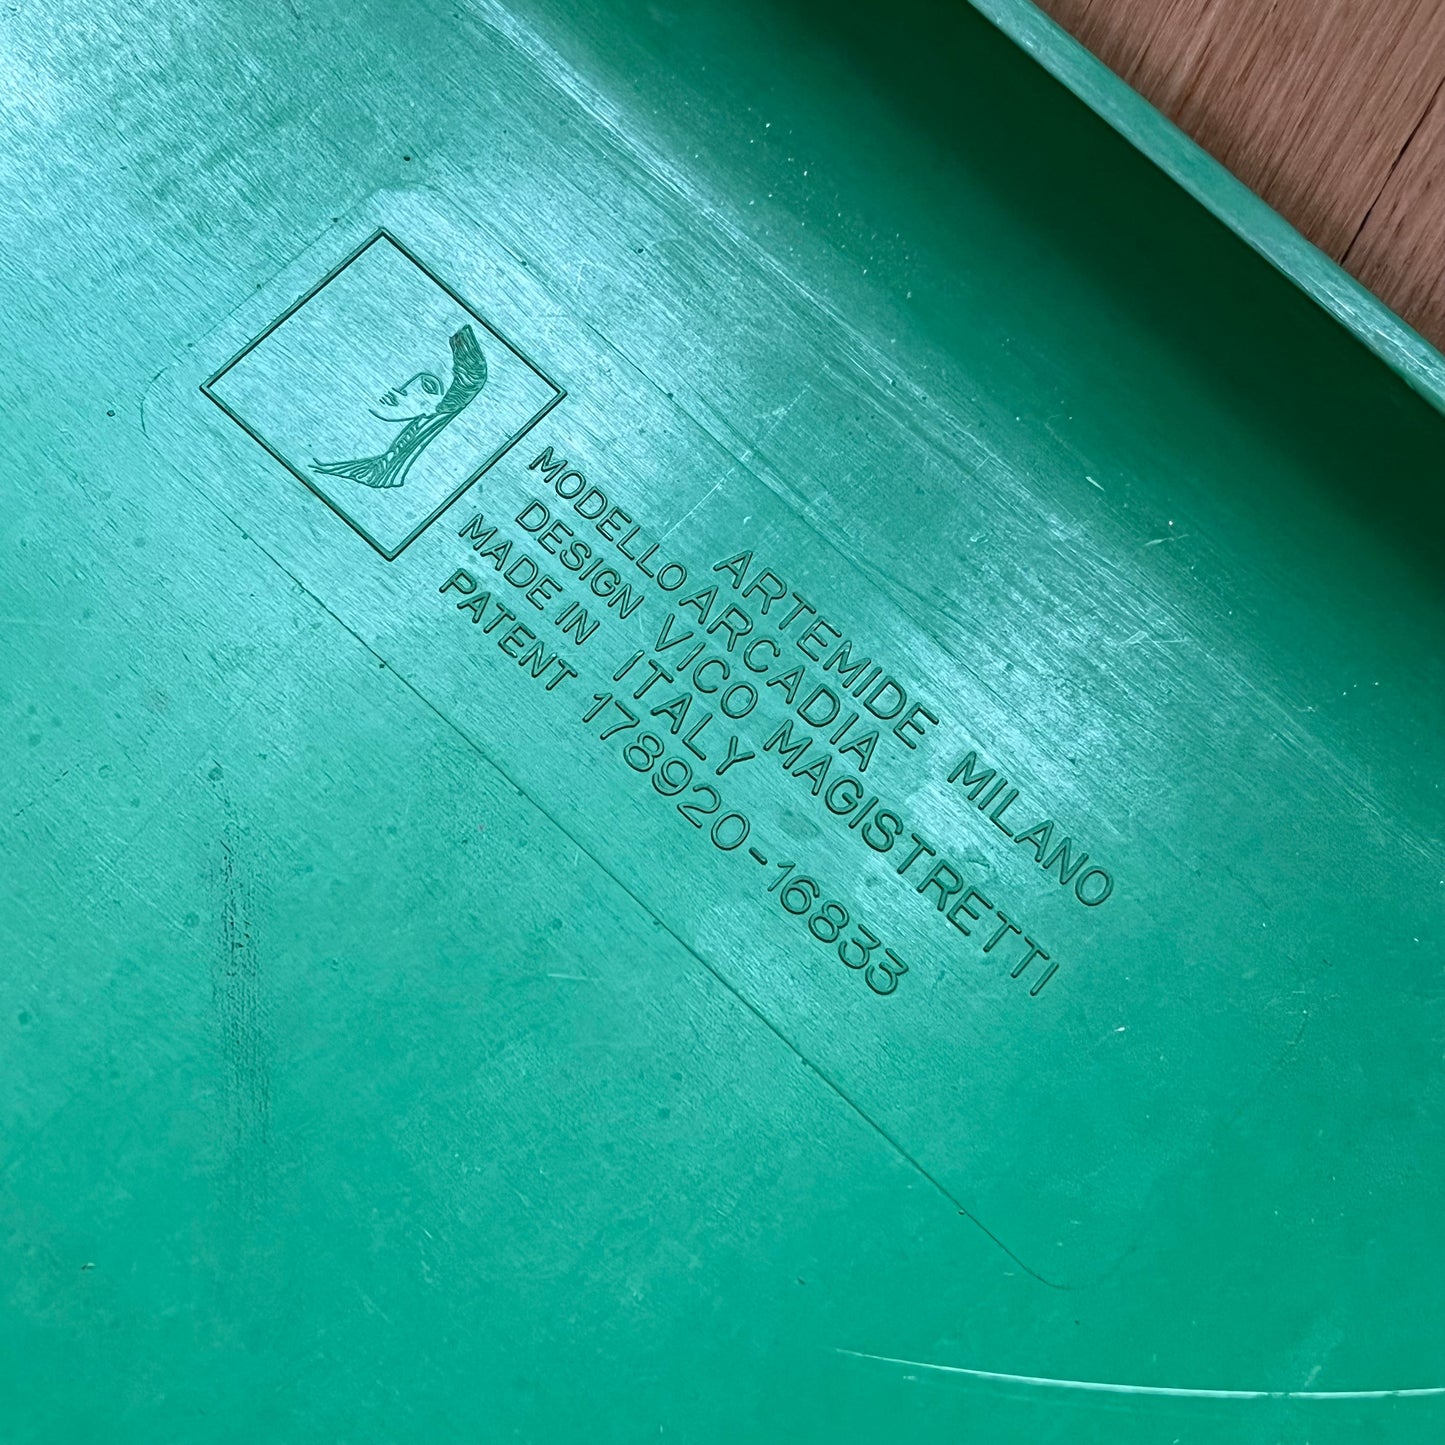 ARTEMIDE MILANO
MODELLO ARCADIA
DESIGN VICO MAGISTRETTI
MADE IN ITALY
PATENT 178920-16833